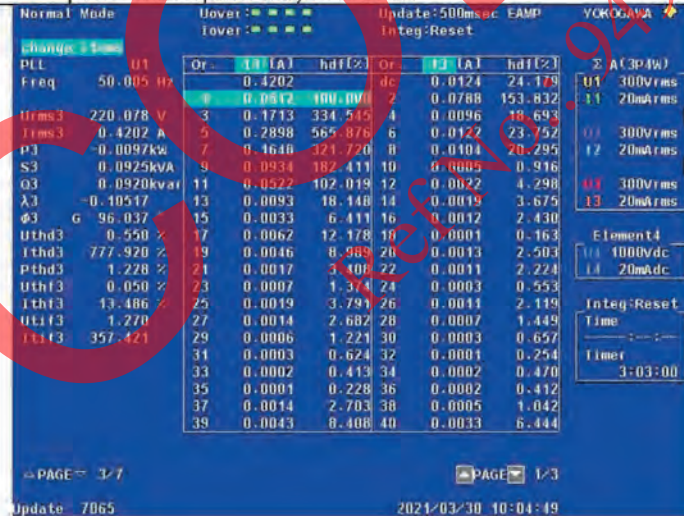 Normal Mode Uover: Update:500msec EAMP YOKOGAWA
Iover: Integ:Reset
change items
PLL U1 Or. I3 [A] hdf[%] Or. I3 [A] hdf[%] Σ A(3P4W)
Freq 50.005 Hz 0.4202 dc 0.0124 24.179 U1 300Vrms
1 0.0512 100.000 2 0.0788 153.832 I1 20mArms
Urms3 220.078 V 3 0.1713 334.545 4 0.0096 18.693
Irms3 0.4202 A 5 0.2898 565.876 6 0.0122 23.752 300Vrms
P3 -0.0097kW 7 0.1648 321.720 8 0.0104 20.295 I2 20mArms
S3 0.0925kVA 9 0.0934 182.411 10 0.0005 0.916
Q3 0.0920kvar 11 0.0522 102.019 12 0.0022 4.298 U3 300Vrms
λ3 -0.10517 13 0.0093 18.148 14 0.0019 3.675 I3 20mArms
Φ3 G 96.037 15 0.0033 6.411 16 0.0012 2.430
Uthd3 0.550 % 17 0.0062 12.178 18 0.0001 0.163 Element4
Ithd3 777.920 % 19 0.0046 8.989 20 0.0013 2.503 1000Vdc
Pthd3 1.228 % 21 0.0017 3.408 22 0.0011 2.224 I4 20mAdc
Uthf3 0.050 % 23 0.0007 1.374 24 0.0003 0.553
Ithf3 13.486 % 25 0.0019 3.791 26 0.0011 2.119 Integ:Reset
Utif3 1.270 27 0.0014 2.682 28 0.0007 1.449 Time
Itif3 357.421 29 0.0006 1.221 30 0.0003 0.657 -----:--:--
31 0.0003 0.624 32 0.0001 0.254 Timer
33 0.0002 0.413 34 0.0002 0.470 3:03:00
35 0.0001 0.228 36 0.0002 0.412
37 0.0014 2.703 38 0.0005 1.042
39 0.0043 8.408 40 0.0033 6.444
△PAGE▽ 3/7 △PAGE▽ 1/3
Update 7065 2021/03/30 10:04:49
Ref No. 94